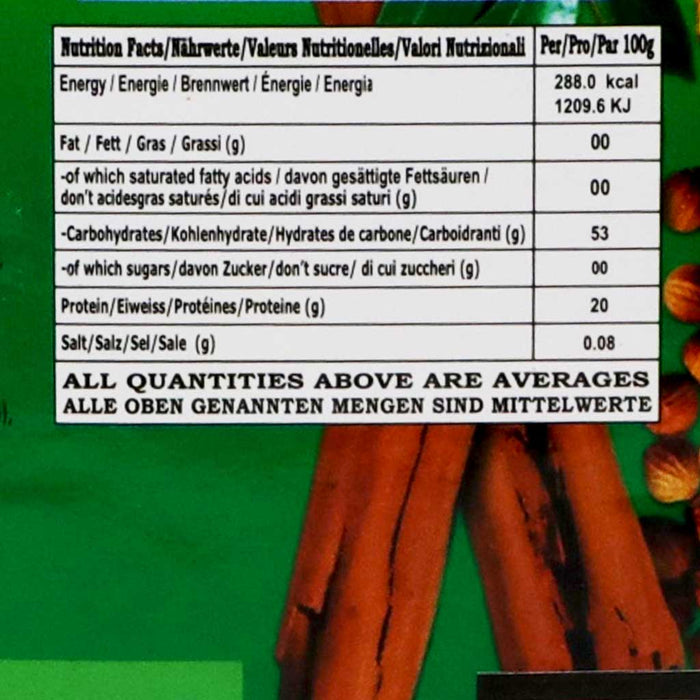 Nutrition Facts/Nährwerte/Valeurs Nutritionelles/Valori Nutrizionali Per/Pro/Par 100g
Energy / Energie / Brennwert / Énergie / Energia 288.0 kcal
1209.6 KJ
Fat / Fett / Gras / Grassi (g) 00
-of which saturated fatty acids / davon gesättigte Fettsäuren /
don't acidesgras saturés/di cui acidi grassi saturi (g) 00
-Carbohydrates/Kohlenhydrate/Hydrates de carbone/Carboidranti (g) 53
-of which sugars/davon Zucker/don't sucre/ di cui zuccheri (g) 00
Protein/Eiweiss/Protéines/Proteine (g) 20
Salt/Salz/Sel/Sale (g) 0.08
ALL QUANTITIES ABOVE ARE AVERAGES
ALLE OBEN GENANNTEN MENGEN SIND MITTELWERTE